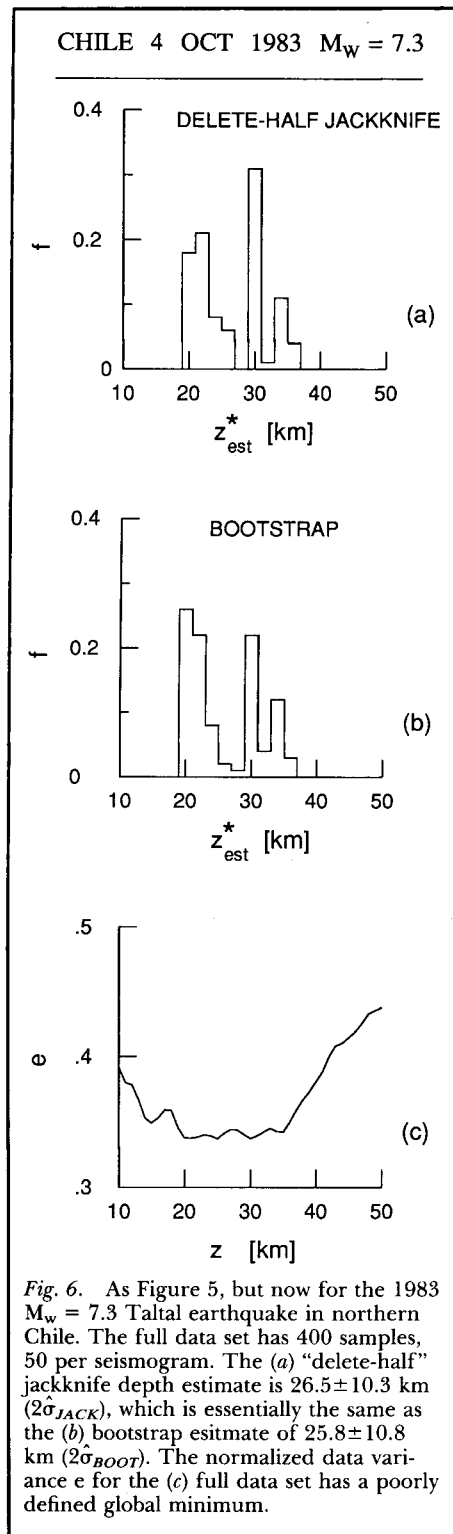 CHILE 4 OCT 1983 M_W = 7.3
0.4
DELETE-HALF JACKKNIFE
f
0.2
(a)
0
10 20 30 40 50
z*est [km]
0.4
BOOTSTRAP
f
0.2
(b)
0
10 20 30 40 50
z*est [km]
.5
e
.4
(c)
.3
10 20 30 40 50
z [km]
Fig. 6. As Figure 5, but now for the 1983
M_w = 7.3 Taltal earthquake in northern
Chile. The full data set has 400 samples,
50 per seismogram. The (a) "delete-half"
jackknife depth estimate is 26.5±10.3 km
(2σ̂_JACK), which is essentially the same as
the (b) bootstrap esitmate of 25.8±10.8
km (2σ̂_BOOT). The normalized data vari-
ance e for the (c) full data set has a poorly
defined global minimum.